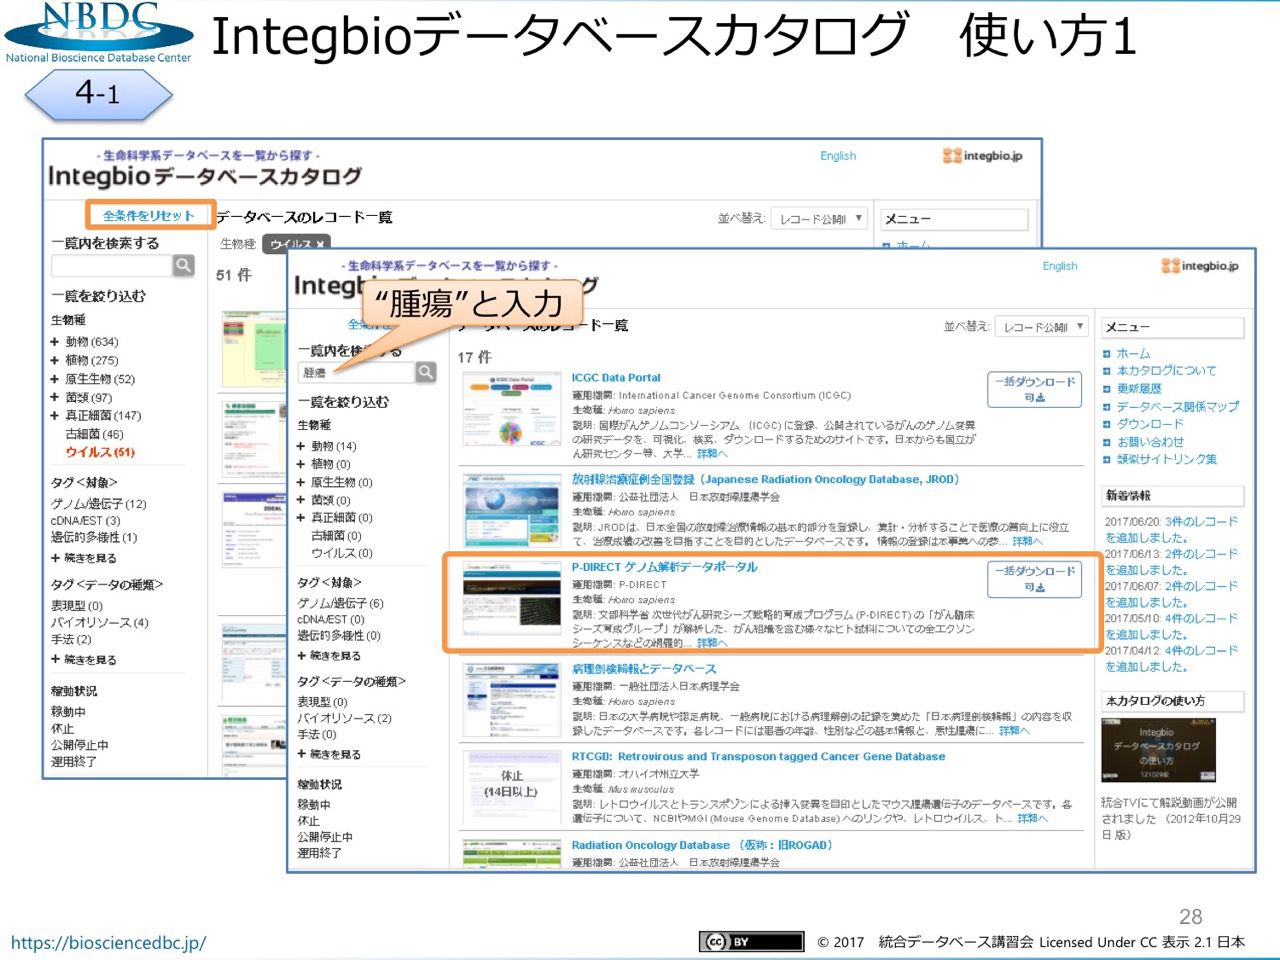 NBDC
National Bioscience Database Center
Integbioデータベースカタログ 使い方1
4-1
- 生命科学系データベースを一覧から探す -
Integbioデータベースカタログ
English
integbio.jp
全条件をリセット
データベースのレコード一覧
並べ替え: レコード公開 ▼
メニュー
ホーム
生物種: ウイルス ×
51 件
一覧内を検索する
一覧を絞り込む
生物種
+ 動物 (634)
+ 植物 (275)
+ 原生生物 (52)
+ 菌類 (97)
+ 真正細菌 (147)
古細菌 (46)
ウイルス (51)
タグ<対象>
ゲノム/遺伝子 (12)
cDNA/EST (3)
遺伝的多様性 (1)
+ 続きを見る
タグ<データの種類>
表現型 (0)
バイオリソース (4)
手法 (2)
+ 続きを見る
稼動状況
稼動中
休止
公開停止中
運用終了
- 生命科学系データベースを一覧から探す -
English
integbio.jp
“腫瘍”と入力
一覧内を検索する
腫瘍
一覧を絞り込む
生物種
+ 動物 (14)
+ 植物 (0)
+ 原生生物 (0)
+ 菌類 (0)
+ 真正細菌 (0)
古細菌 (0)
ウイルス (0)
タグ<対象>
ゲノム/遺伝子 (6)
cDNA/EST (0)
遺伝的多様性 (0)
+ 続きを見る
タグ<データの種類>
表現型 (0)
バイオリソース (2)
手法 (0)
+ 続きを見る
稼動状況
稼動中
休止
公開停止中
運用終了
並べ替え: レコード公開 ▼
17 件
ICGC Data Portal
運用機関: International Cancer Genome Consortium (ICGC)
生物種: Homo sapiens
説明: 国際がんゲノムコンソーシアム (ICGC) に登録、公開されているがんのゲノム変異
の研究データを、可視化、検索、ダウンロードするためのサイトです。日本からも国立が
ん研究センター等、大学... 詳細へ
一括ダウンロード
可
放射線治療症例全国登録 (Japanese Radiation Oncology Database, JROD)
運用機関: 公益社団法人 日本放射線腫瘍学会
生物種: Homo sapiens
説明: JRODは、日本全国の放射線治療情報の基本的部分を登録し、集計・分析することで医療の質向上に役立
て、治療成績の改善を目指すことを目的としたデータベースです。 情報の登録は本事業への参... 詳細へ
P-DIRECT ゲノム解析データポータル
運用機関: P-DIRECT
生物種: Homo sapiens
説明: 文部科学省 次世代がん研究シーズ戦略的育成プログラム (P-DIRECT) の「がん臨床
シーズ育成グループ」が解析した、がん組織を含む様々なヒト試料についての全エクソン
シーケンスなどの網羅的... 詳細へ
一括ダウンロード
可
病理剖検輯報とデータベース
運用機関: 一般社団法人日本病理学会
生物種: Homo sapiens
説明: 日本の大学病院や認定病院、一般病院における病理解剖の記録を集めた「日本病理剖検輯報」の内容を収
録したデータベースです。各レコードには患者の年齢、性別などの基本情報と、悪性腫瘍に... 詳細へ
休止
(14日以上)
RTCGD: Retrovirous and Transposon tagged Cancer Gene Database
運用機関: オハイオ州立大学
生物種: Mus musculus
説明: レトロウイルスとトランスポゾンによる挿入変異を目印としたマウス腫瘍遺伝子のデータベースです。各
遺伝子について、NCBIやMGI (Mouse Genome Database) へのリンクや、レトロウイルス、ト... 詳細へ
Radiation Oncology Database (仮称:旧ROGAD)
運用機関: 公益社団法人 日本放射線腫瘍学会
メニュー
ホーム
本カタログについて
更新履歴
データベース関係マップ
ダウンロード
お問い合わせ
類似サイトリンク集
新着情報
2017/06/20: 3件のレコード
を追加しました。
2017/06/13: 2件のレコード
を追加しました。
2017/06/07: 2件のレコード
を追加しました。
2017/05/10: 4件のレコード
を追加しました。
2017/04/12: 4件のレコード
を追加しました。
本カタログの使い方
Integbio
データベースカタログ
の使い方
121029版
統合TVにて解説動画が公開
されました (2012年10月29
日 版)
28
https://biosciencedbc.jp/
CC BY
© 2017 統合データベース講習会 Licensed Under CC 表示 2.1 日本